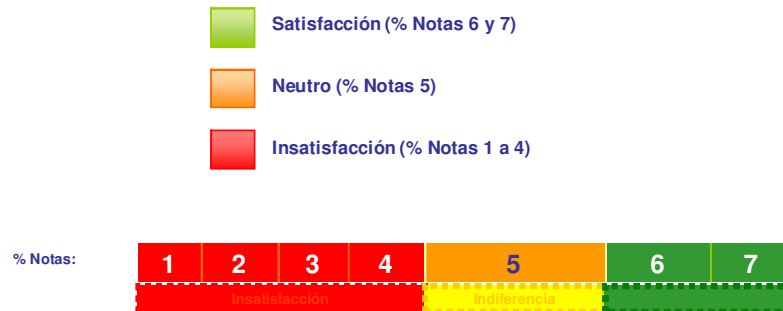 Satisfacción (% Notas 6 y 7)
Neutro (% Notas 5)
Insatisfacción (% Notas 1 a 4)
% Notas: 1 2 3 4 5 6 7
Insatisfacción Indiferencia